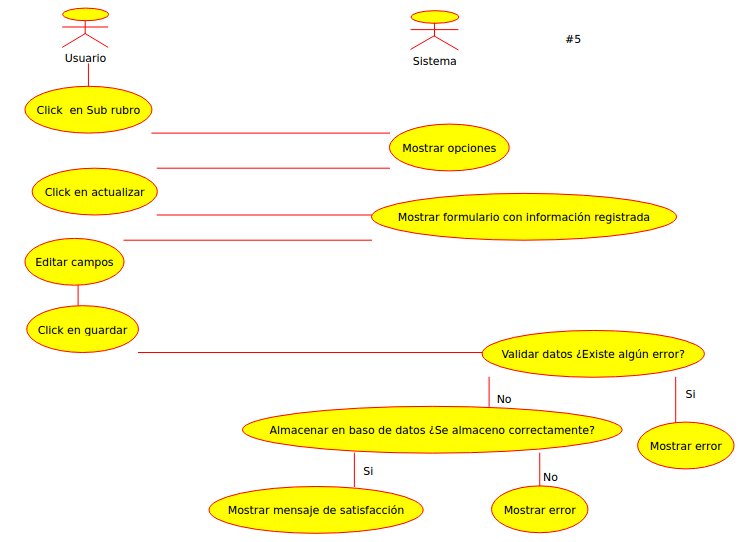 Usuario
Sistema
#5
Click en Sub rubro
Mostrar opciones
Click en actualizar
Mostrar formulario con información registrada
Editar campos
Click en guardar
Validar datos ¿Existe algún error?
No
Si
Almacenar en baso de datos ¿Se almaceno correctamente?
Mostrar error
Si
No
Mostrar mensaje de satisfacción
Mostrar error